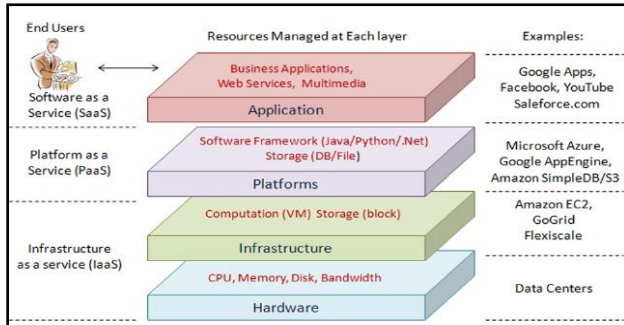 End Users
Resources Managed at Each layer
Examples:
Business Applications,
Web Services, Multimedia
Application
Software as a
Service (SaaS)
Google Apps,
Facebook, YouTube
Saleforce.com
Software Framework (Java/Python/.Net)
Storage (DB/File)
Platforms
Platform as a
Service (PaaS)
Microsoft Azure,
Google AppEngine,
Amazon SimpleDB/S3
Computation (VM) Storage (block)
Infrastructure
Infrastructure
as a service (IaaS)
Amazon EC2,
GoGrid
Flexiscale
CPU, Memory, Disk, Bandwidth
Hardware
Data Centers